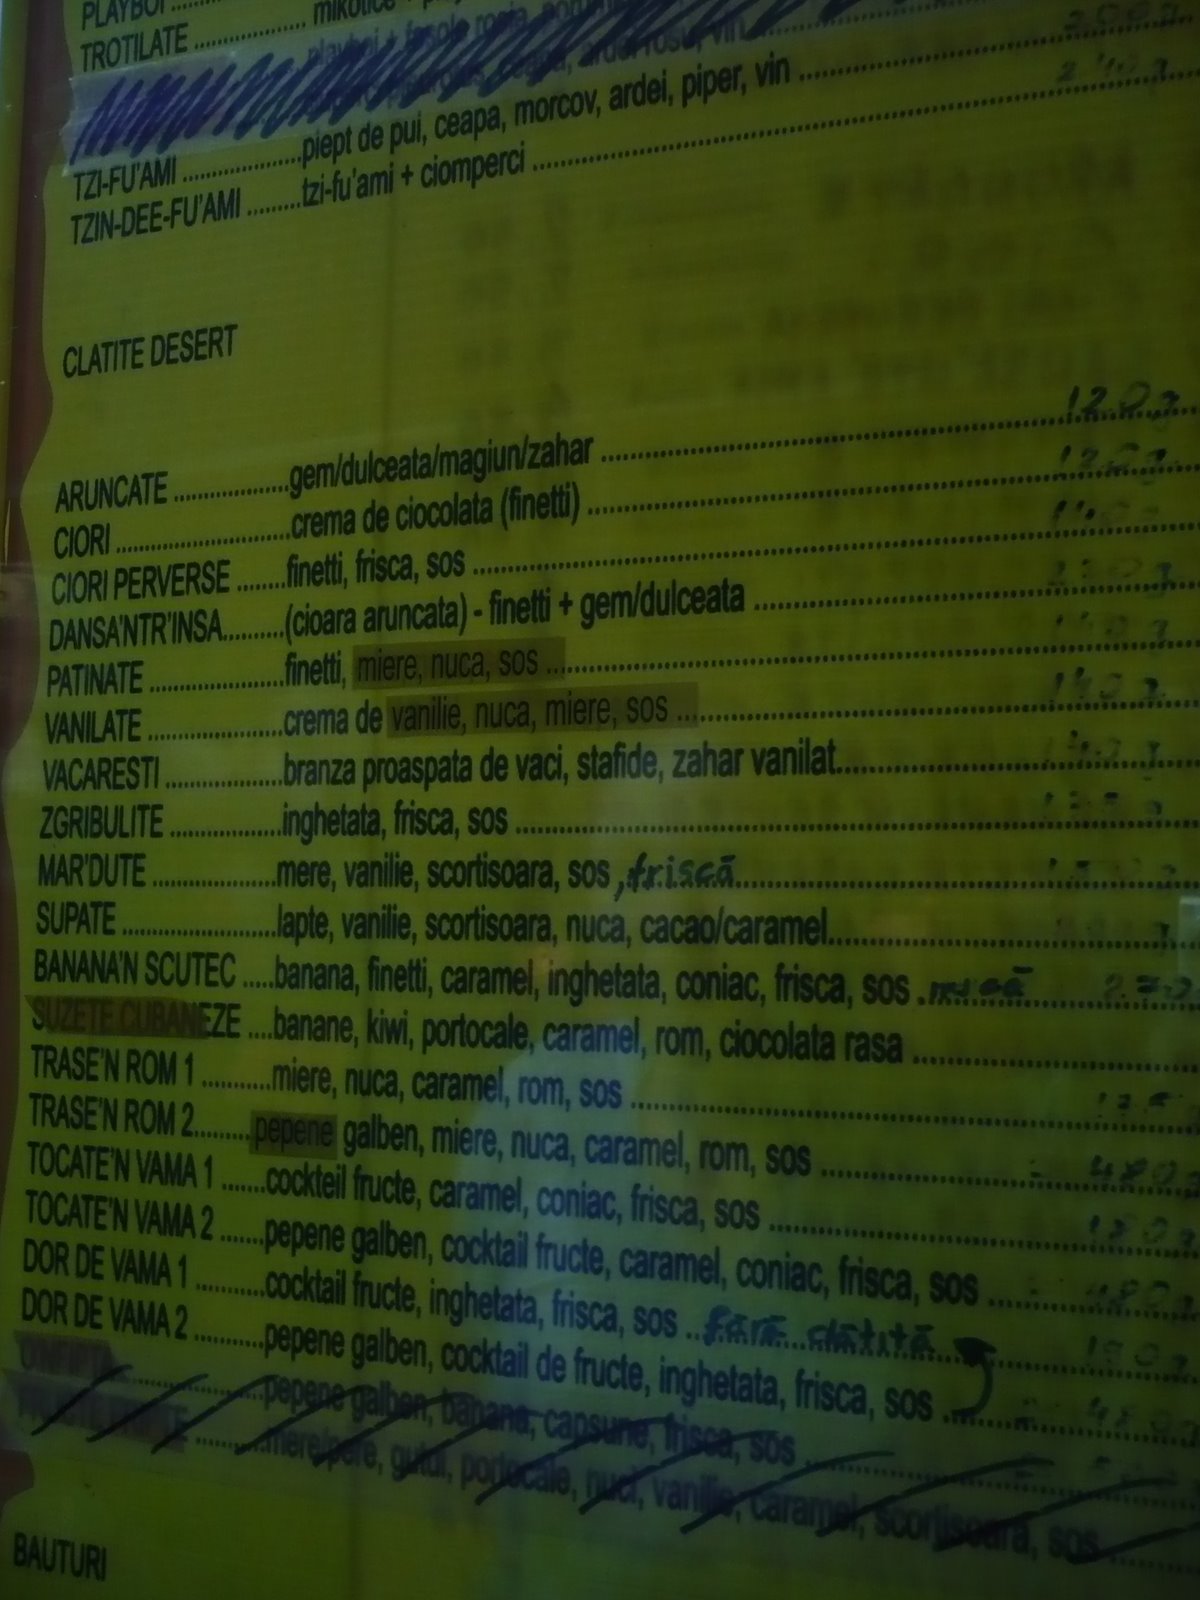 PLAYBOI
TROTILATE ................ mikotice +
TZI-FU'AMI ..................piept de pui, ceapa, morcov, ardei, piper, vin
TZIN-DEE-FU'AMI .........tzi-fu'ami + ciomperci
CLATITE DESERT
ARUNCATE ...................gem/dulceata/magiun/zahar 120g
CIORI .............................crema de ciocolata (finetti)
CIORI PERVERSE ........finetti, frisca, sos
DANSA'NTR'INSA..........(cioara aruncata) - finetti + gem/dulceata
PATINATE ......................finetti, miere, nuca, sos
VANILATE ......................crema de vanilie, nuca, miere, sos 140g
VACARESTI ...................branza proaspata de vaci, stafide, zahar vanilat
ZGRIBULITE ..................inghetata, frisca, sos
MAR'DUTE ....................mere, vanilie, scortisoara, sos, friscă
SUPATE .........................lapte, vanilie, scortisoara, nuca, cacao/caramel
BANANA'N SCUTEC .....banana, finetti, caramel, inghetata, coniac, frisca, sos
SUZETE CUBANEZE ....banane, kiwi, portocale, caramel, rom, ciocolata rasa
TRASE'N ROM 1 ...........miere, nuca, caramel, rom, sos
TRASE'N ROM 2.........pepene galben, miere, nuca, caramel, rom, sos
TOCATE'N VAMA 1 .......cockteil fructe, caramel, coniac, frisca, sos 180g
TOCATE'N VAMA 2 .......pepene galben, cocktail fructe, caramel, coniac, frisca, sos
DOR DE VAMA 1 ...........cocktail fructe, inghetata, frisca, sos fără clătită
DOR DE VAMA 2 ...........pepene galben, cocktail de fructe, inghetata, frisca, sos
pepene galben, banana, capsune, frisca, sos
mere/pere, gutui, portocale, nuci, vanilie, caramel, scortisoara, sos
BAUTURI